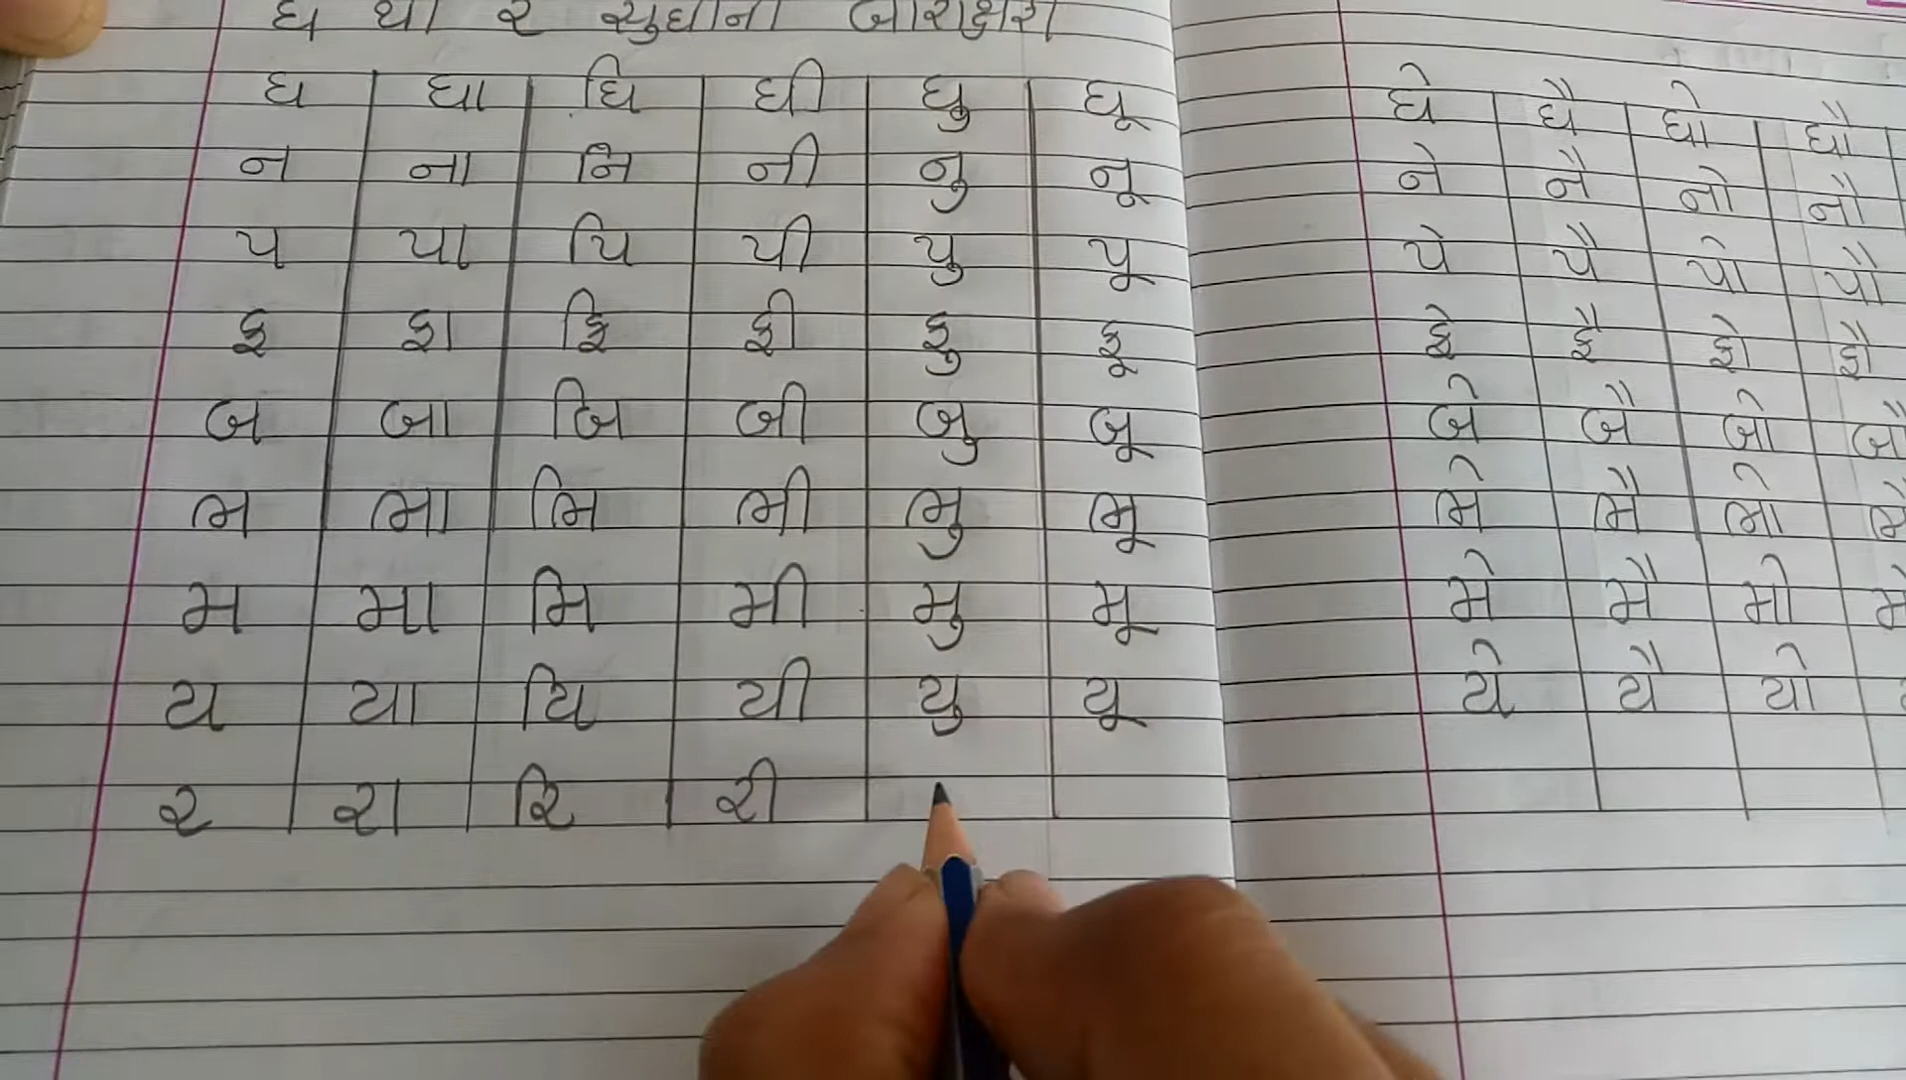 ધ થી ર સુધીના બારાક્ષરી
ધ ધા ધિ ધી ધુ ધૂ ધે ધૈ ધો ધૌ
ન ના નિ ની નુ નૂ ને નૈ નો નૌ
પ પા પિ પી પુ પૂ પે પૈ પો પૌ
ફ ફા ફિ ફી ફુ ફૂ ફે ફૈ ફો ફૌ
બ બા બિ બી બુ બૂ બે બૈ બો બૌ
ભ ભા ભિ ભી ભુ ભૂ ભે ભૈ ભો
મ મા મિ મી મુ મૂ મે મૈ મો
ય યા યિ યી યુ યૂ યે યૈ યો
ર રા રિ રી